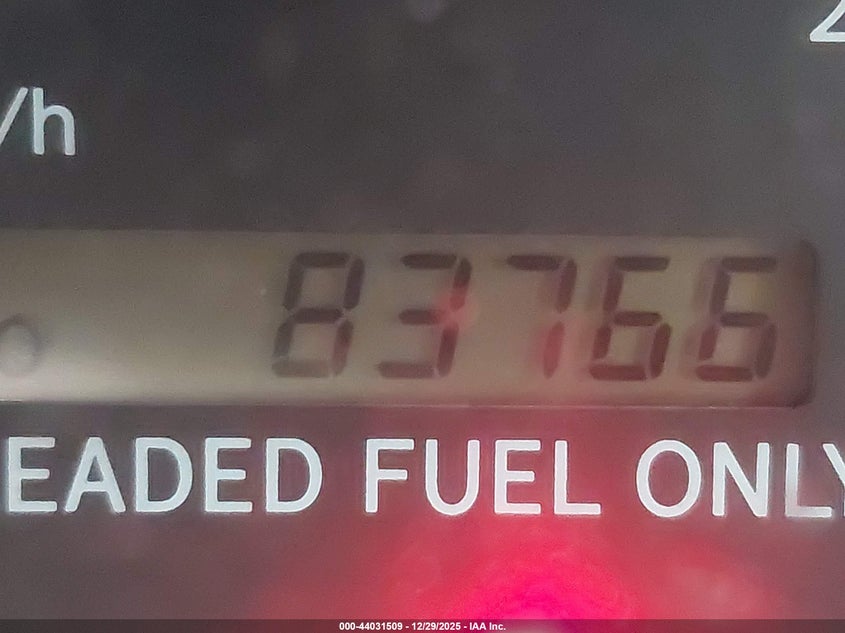 /h
83766
EADED FUEL ONLY
000-44031509 - 12/29/2025 - IAA Inc.